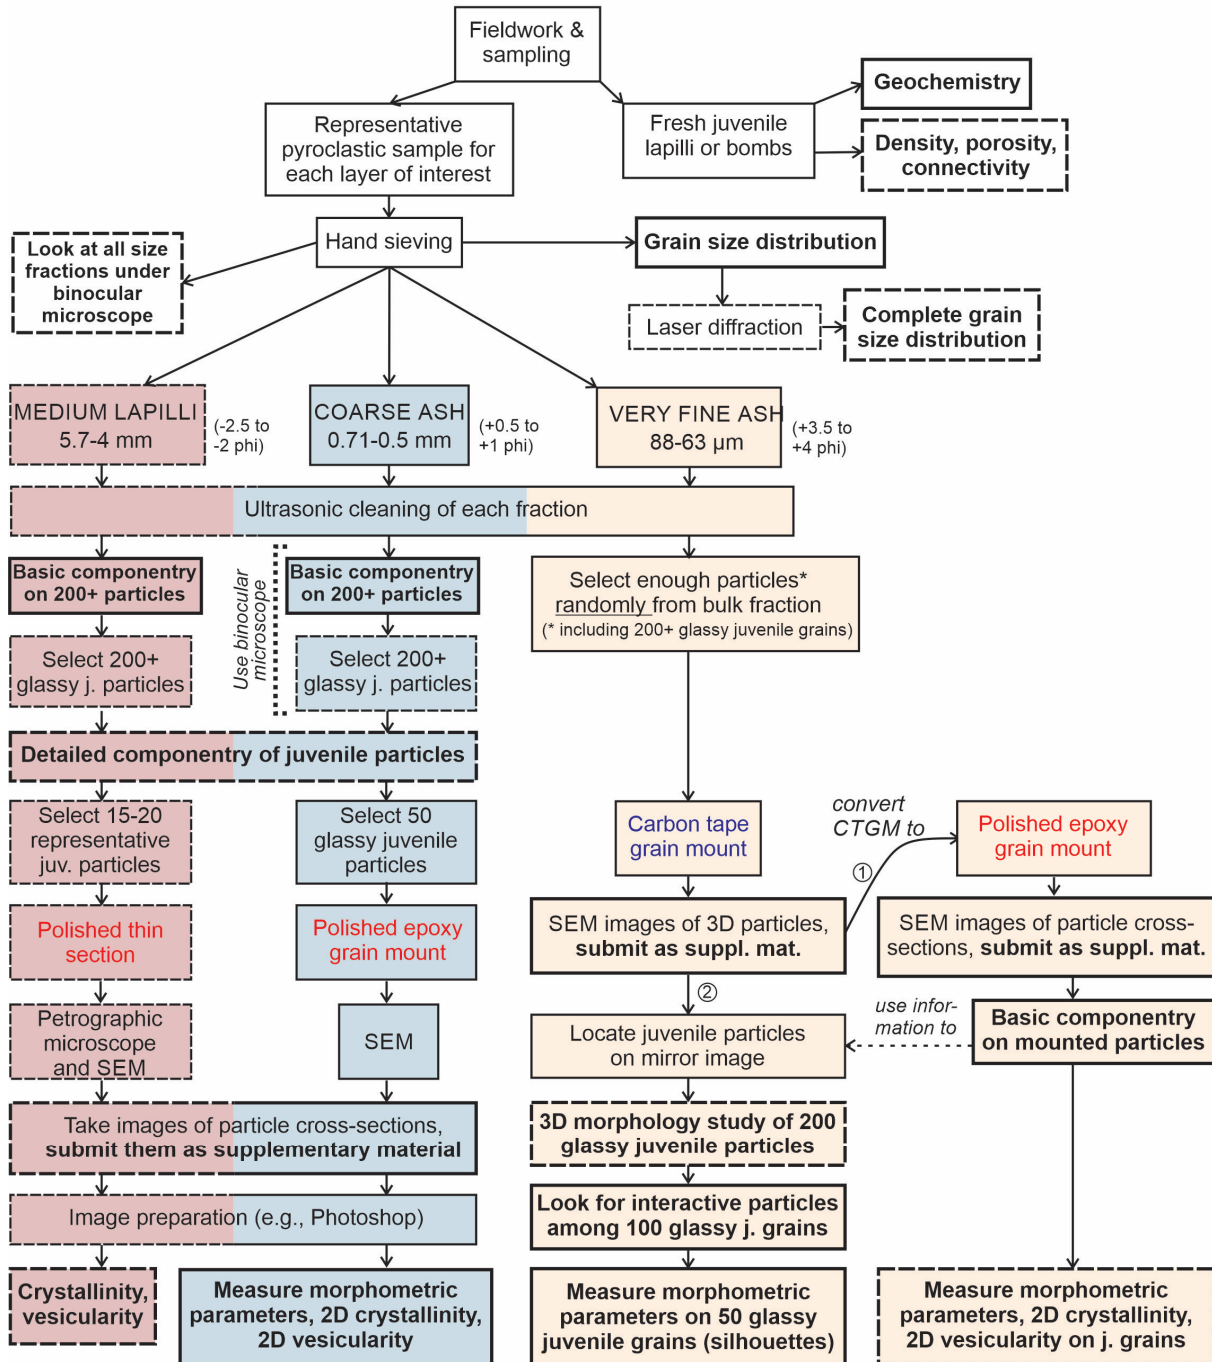 Fieldwork &
sampling
Geochemistry
Representative
pyroclastic sample for
each layer of interest
Fresh juvenile
lapilli or bombs
Density, porosity,
connectivity
Look at all size
fractions under
binocular
microscope
Hand sieving
Grain size distribution
Laser diffraction
Complete grain
size distribution
MEDIUM LAPILLI
5.7-4 mm
(-2.5 to
-2 phi)
COARSE ASH
0.71-0.5 mm
(+0.5 to
+1 phi)
VERY FINE ASH
88-63 µm
(+3.5 to
+4 phi)
Ultrasonic cleaning of each fraction
Basic componentry
on 200+ particles
Use binocular
microscope
Basic componentry
on 200+ particles
Select enough particles*
randomly from bulk fraction
(* including 200+ glassy juvenile grains)
Select 200+
glassy j. particles
Select 200+
glassy j. particles
Detailed componentry of juvenile particles
Select 15-20
representative
juv. particles
Select 50
glassy juvenile
particles
Carbon tape
grain mount
convert
CTGM to
①
Polished epoxy
grain mount
Polished thin
section
Polished epoxy
grain mount
SEM images of 3D particles,
submit as suppl. mat.
SEM images of particle cross-
sections, submit as suppl. mat.
②
Petrographic
microscope
and SEM
SEM
Locate juvenile particles
on mirror image
use infor-
mation to
Basic componentry
on mounted particles
Take images of particle cross-sections,
submit them as supplementary material
3D morphology study of 200
glassy juvenile particles
Image preparation (e.g., Photoshop)
Look for interactive particles
among 100 glassy j. grains
Crystallinity,
vesicularity
Measure morphometric
parameters, 2D crystallinity,
2D vesicularity
Measure morphometric
parameters on 50 glassy
juvenile grains (silhouettes)
Measure morphometric
parameters, 2D crystallinity,
2D vesicularity on j. grains